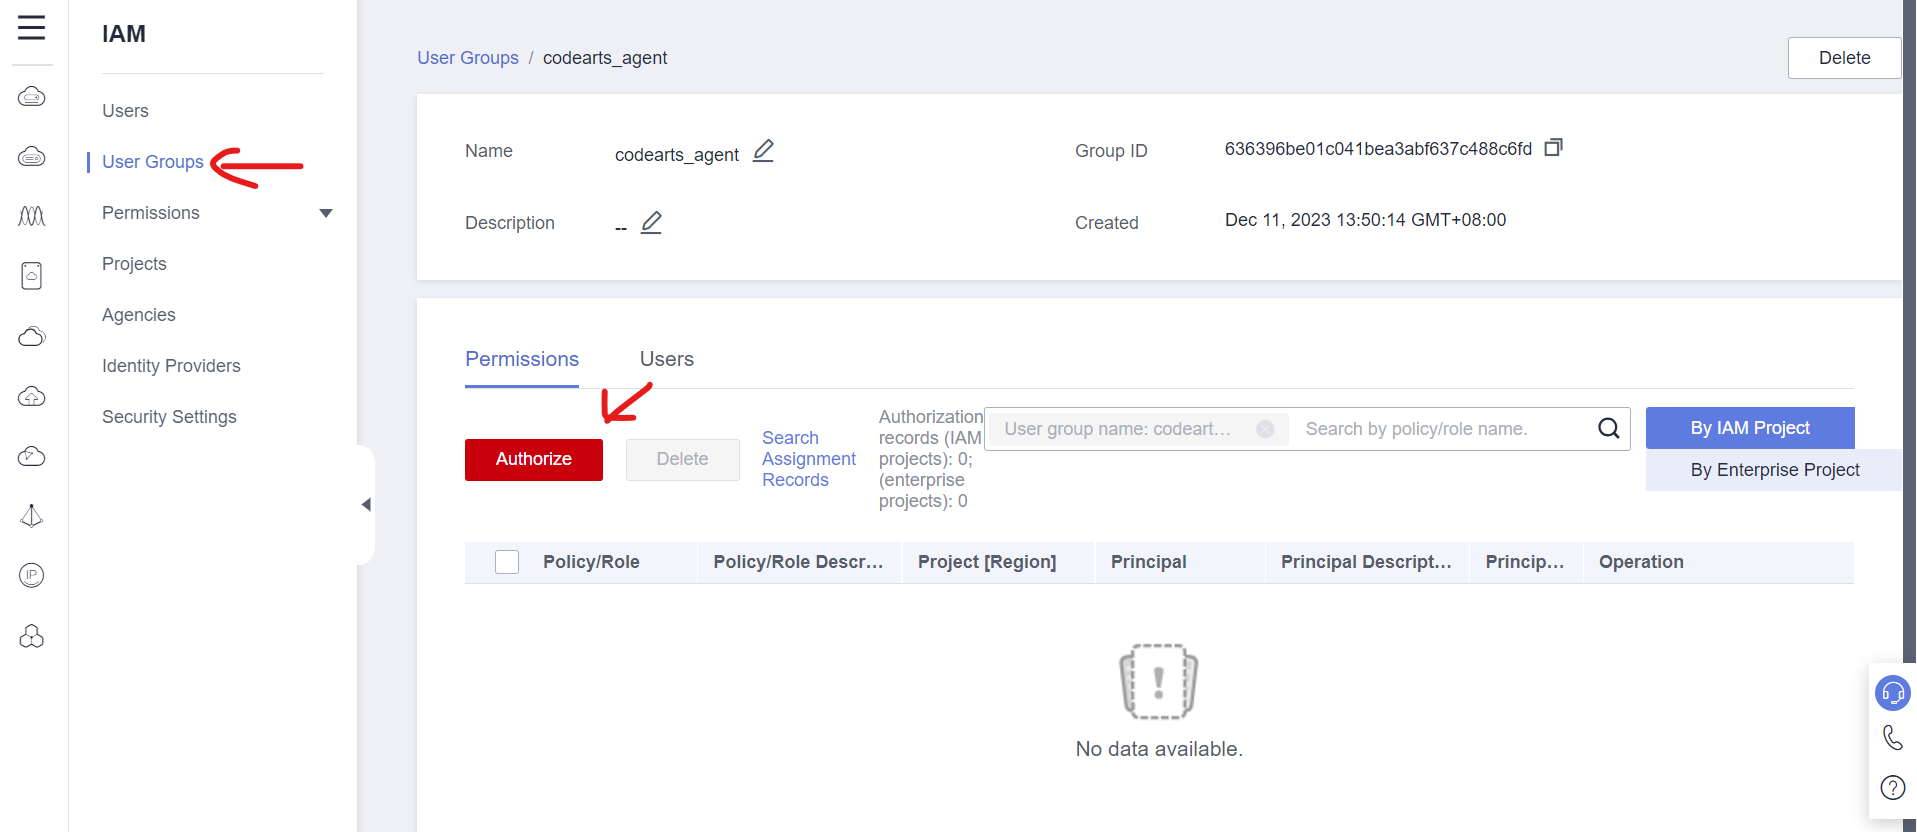 IAM
Users
User Groups
Permissions
Projects
Agencies
Identity Providers
Security Settings
IP
User Groups / codearts_agent
Delete
Name codearts_agent
Group ID 636396be01c041bea3abf637c488c6fd
Description --
Created Dec 11, 2023 13:50:14 GMT+08:00
Permissions Users
Authorize
Delete
Search
Assignment
Records
Authorization
records (IAM
projects): 0;
(enterprise
projects): 0
User group name: codeart...
Search by policy/role name.
By IAM Project
By Enterprise Project
Policy/Role Policy/Role Descr... Project [Region] Principal Principal Descript... Princip... Operation
No data available.